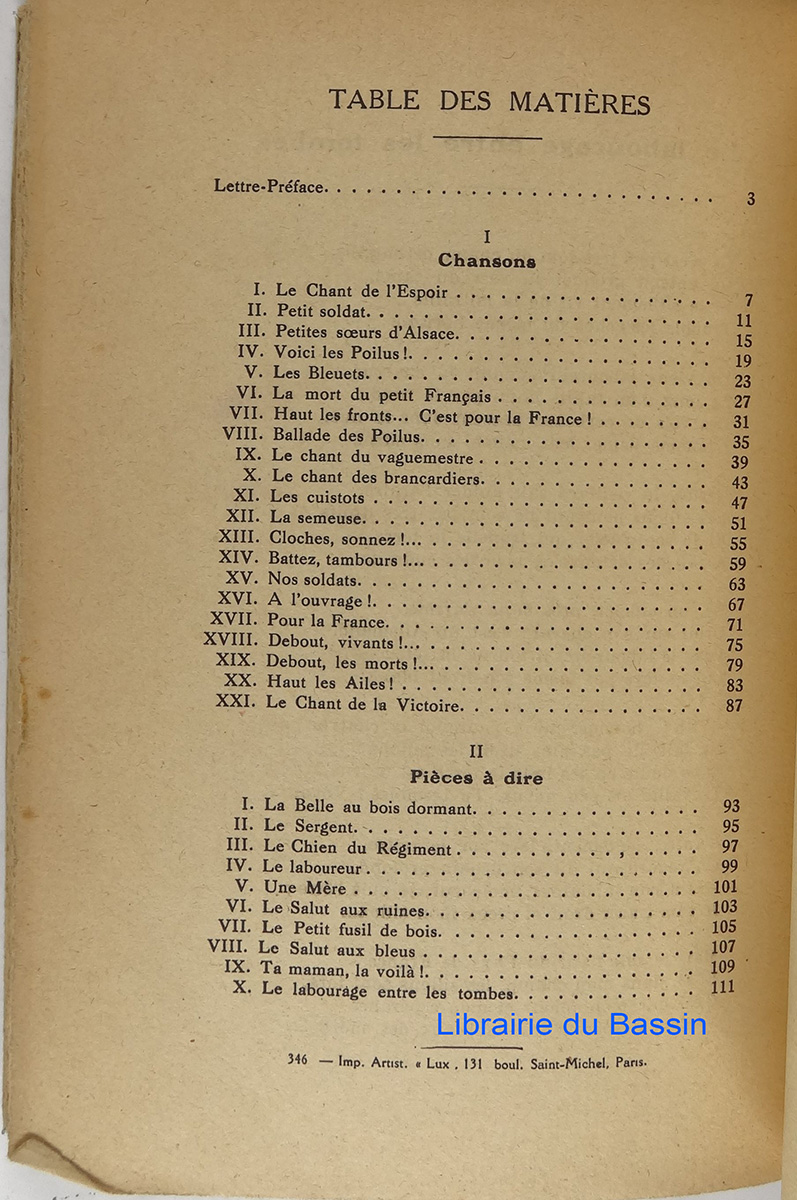 TABLE DES MATIÈRES
Lettre-Préface. . . . . . . . . . . . . . . . . . . . . . . . . . . 3
I
Chansons
I. Le Chant de l'Espoir . . . . . . . . . . . . . . . . . . 7
II. Petit soldat. . . . . . . . . . . . . . . . . . . . . . . . 11
III. Petites sœurs d'Alsace. . . . . . . . . . . . . . . . . . 15
IV. Voici les Poilus !. . . . . . . . . . . . . . . . . . . . . 19
V. Les Bleuets. . . . . . . . . . . . . . . . . . . . . . . . 23
VI. La mort du petit Français . . . . . . . . . . . . . . . 27
VII. Haut les fronts... C'est pour la France ! . . . . . . . . 31
VIII. Ballade des Poilus. . . . . . . . . . . . . . . . . . . . 35
IX. Le chant du vaguemestre . . . . . . . . . . . . . . . . 39
X. Le chant des brancardiers. . . . . . . . . . . . . . . . 43
XI. Les cuistots . . . . . . . . . . . . . . . . . . . . . . . 47
XII. La semeuse. . . . . . . . . . . . . . . . . . . . . . . . 51
XIII. Cloches, sonnez !... . . . . . . . . . . . . . . . . . . . 55
XIV. Battez, tambours !... . . . . . . . . . . . . . . . . . . . 59
XV. Nos soldats. . . . . . . . . . . . . . . . . . . . . . . . 63
XVI. A l'ouvrage !. . . . . . . . . . . . . . . . . . . . . . . 67
XVII. Pour la France. . . . . . . . . . . . . . . . . . . . . . 71
XVIII. Debout, vivants !... . . . . . . . . . . . . . . . . . . . 75
XIX. Debout, les morts !... . . . . . . . . . . . . . . . . . . 79
XX. Haut les Ailes ! . . . . . . . . . . . . . . . . . . . . . 83
XXI. Le Chant de la Victoire. . . . . . . . . . . . . . . . . 87
II
Pièces à dire
I. La Belle au bois dormant. . . . . . . . . . . . . . . . 93
II. Le Sergent. . . . . . . . . . . . . . . . . . . . . . . . 95
III. Le Chien du Régiment . . . . . . . . . . , . . . . . 97
IV. Le laboureur . . . . . . . . . . . . . . . . . . . . . . . 99
V. Une Mère . . . . . . . . . . . . . . . . . . . . . . . . 101
VI. Le Salut aux ruines. . . . . . . . . . . . . . . . . . . 103
VII. Le Petit fusil de bois. . . . . . . . . . . . . . . . . . 105
VIII. Le Salut aux bleus . . . . . . . . . . . . . . . . . . . 107
IX. Ta maman, la voilà !. . . . . . . . . . . . . . . . . . . 109
X. Le labourage entre les tombes. . . . . . . . . . . . . 111
Librairie du Bassin
346 — Imp. Artist. « Lux . 131 boul. Saint-Michel, Paris.